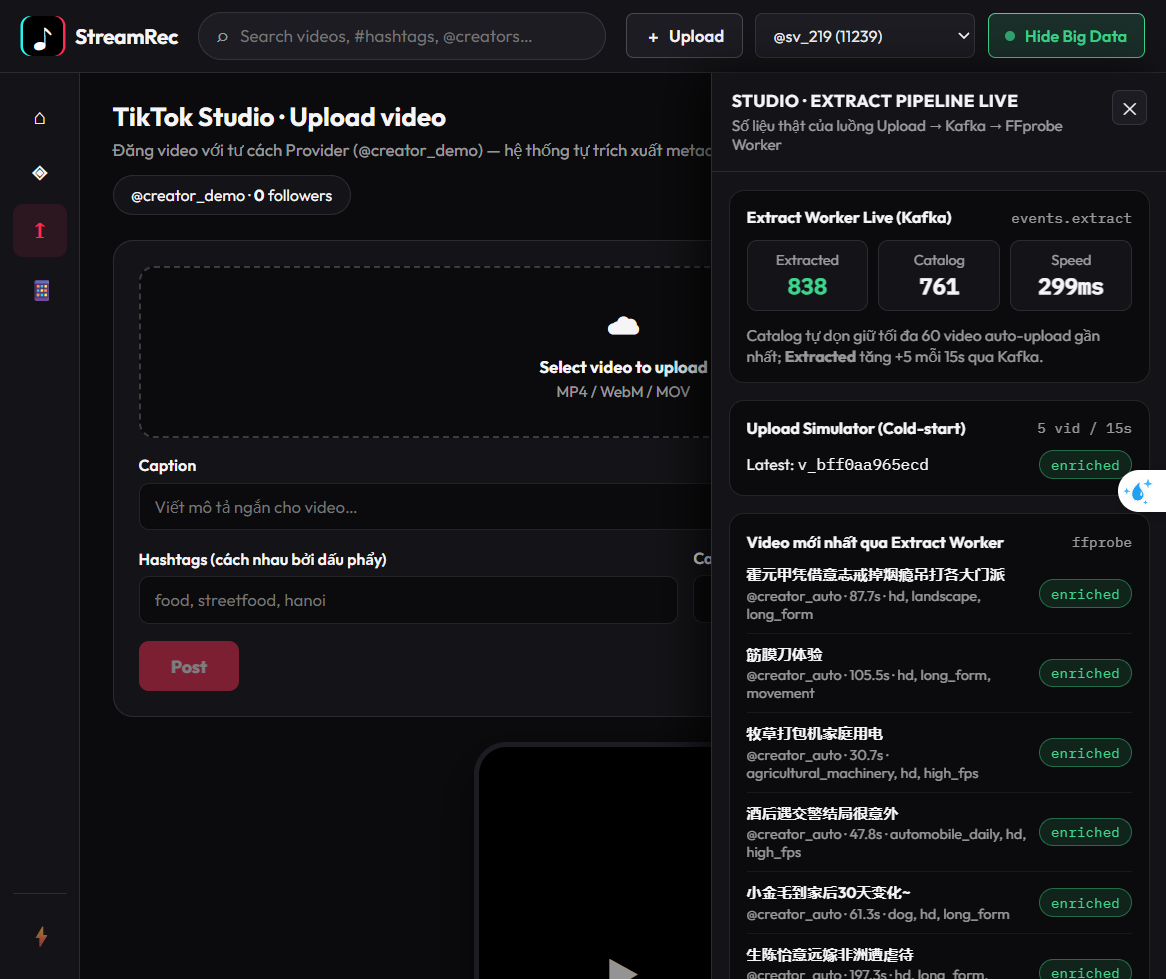 StreamRec
Search videos, #hashtags, @creators...
+ Upload
@sv_219 (11239)
Hide Big Data
TikTok Studio · Upload video
Đăng video với tư cách Provider (@creator_demo) — hệ thống tự trích xuất metad
@creator_demo · 0 followers
Select video to upload
MP4 / WebM / MOV
Caption
Viết mô tả ngắn cho video...
Hashtags (cách nhau bởi dấu phẩy)
Ca
food, streetfood, hanoi
Post
STUDIO · EXTRACT PIPELINE LIVE
Số liệu thật của luồng Upload → Kafka → FFprobe
Worker
Extract Worker Live (Kafka)
events.extract
Extracted
838
Catalog
761
Speed
299ms
Catalog tự dọn giữ tối đa 60 video auto-upload gần
nhất; Extracted tăng +5 mỗi 15s qua Kafka.
Upload Simulator (Cold-start)
5 vid / 15s
Latest: v_bff0aa965ecd
enriched
Video mới nhất qua Extract Worker
ffprobe
霍元甲凭借意志戒掉烟瘾吊打各大门派
@creator_auto · 87.7s · hd, landscape,
long_form
enriched
筋膜刀体验
@creator_auto · 105.5s · hd, long_form,
movement
enriched
牧草打包机家庭用电
@creator_auto · 30.7s ·
agricultural_machinery, hd, high_fps
enriched
酒后遇交警结局很意外
@creator_auto · 47.8s · automobile_daily, hd,
high_fps
enriched
小金毛到家后30天变化~
@creator_auto · 61.3s · dog, hd, long_form
enriched
生陈怡意远嫁非洲遭虐待
@creator_auto · 197.3s · hd, long_form,
enriched